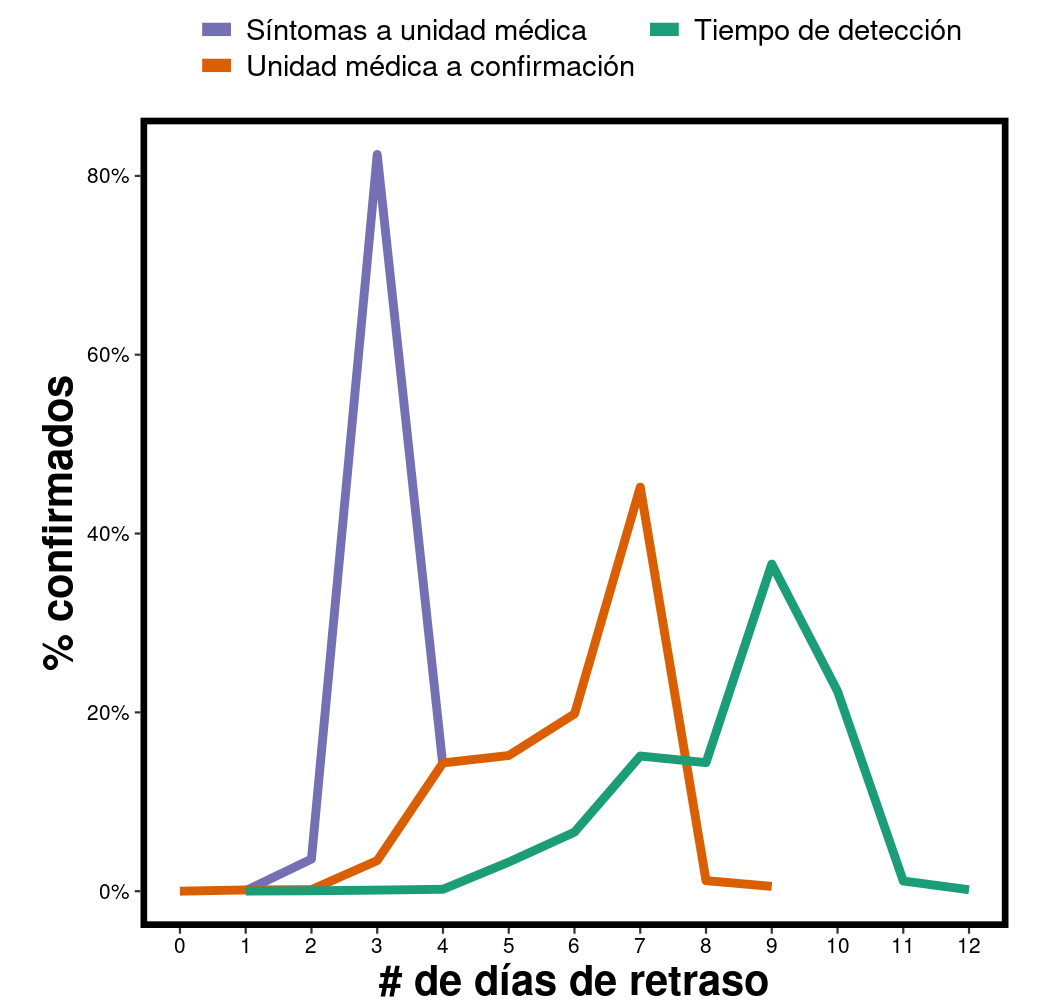 Síntomas a unidad médica
Tiempo de detección
Unidad médica a confirmación
80%
60%
40%
20%
0%
% confirmados
0 1 2 3 4 5 6 7 8 9 10 11 12
# de días de retraso